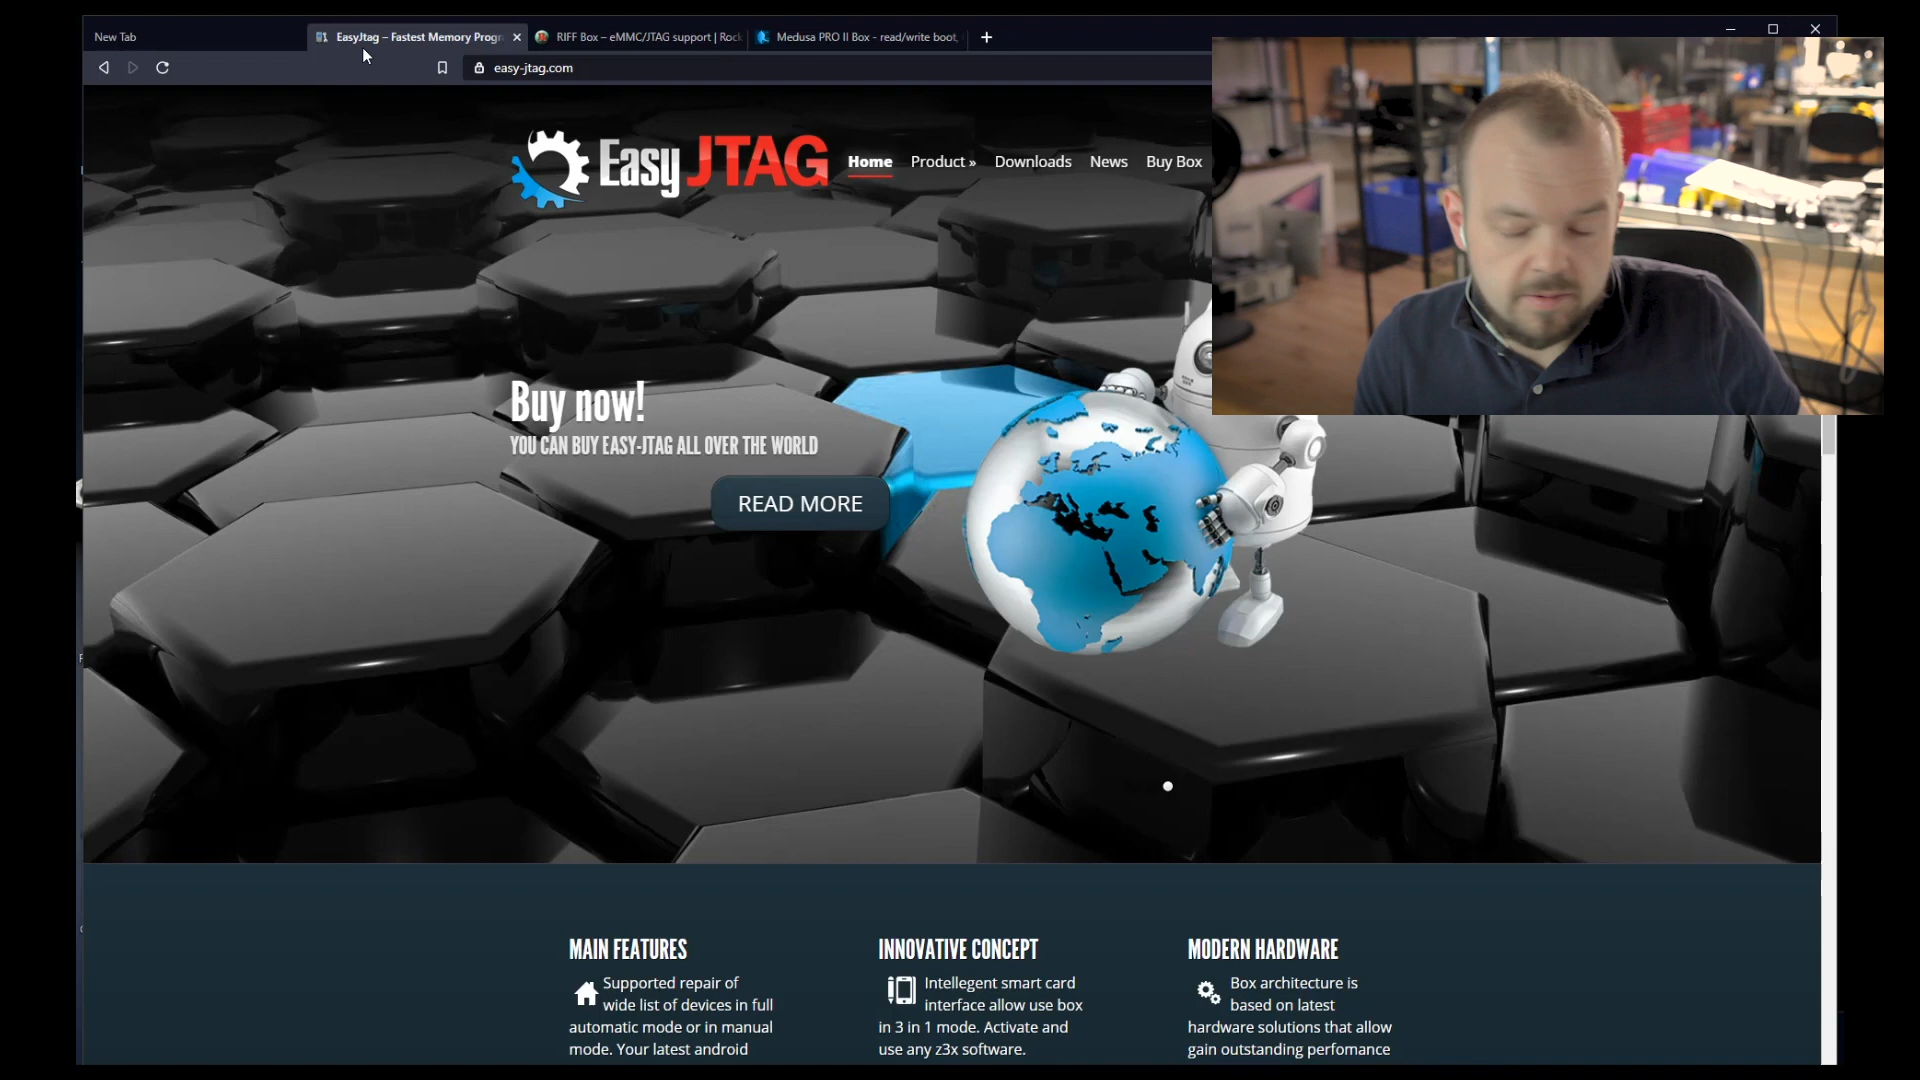 New Tab
EasyJtag – Fastest Memory Progr
RIFF Box – eMMC/JTAG support | Rock
Medusa PRO II Box - read/write boot,
easy-jtag.com
Easy JTAG
Home
Product »
Downloads
News
Buy Box
Buy now!
YOU CAN BUY EASY-JTAG ALL OVER THE WORLD
READ MORE
MAIN FEATURES
Supported repair of
wide list of devices in full
automatic mode or in manual
mode. Your latest android
INNOVATIVE CONCEPT
Intellegent smart card
interface allow use box
in 3 in 1 mode. Activate and
use any z3x software.
MODERN HARDWARE
Box architecture is
based on latest
hardware solutions that allow
gain outstanding perfomance